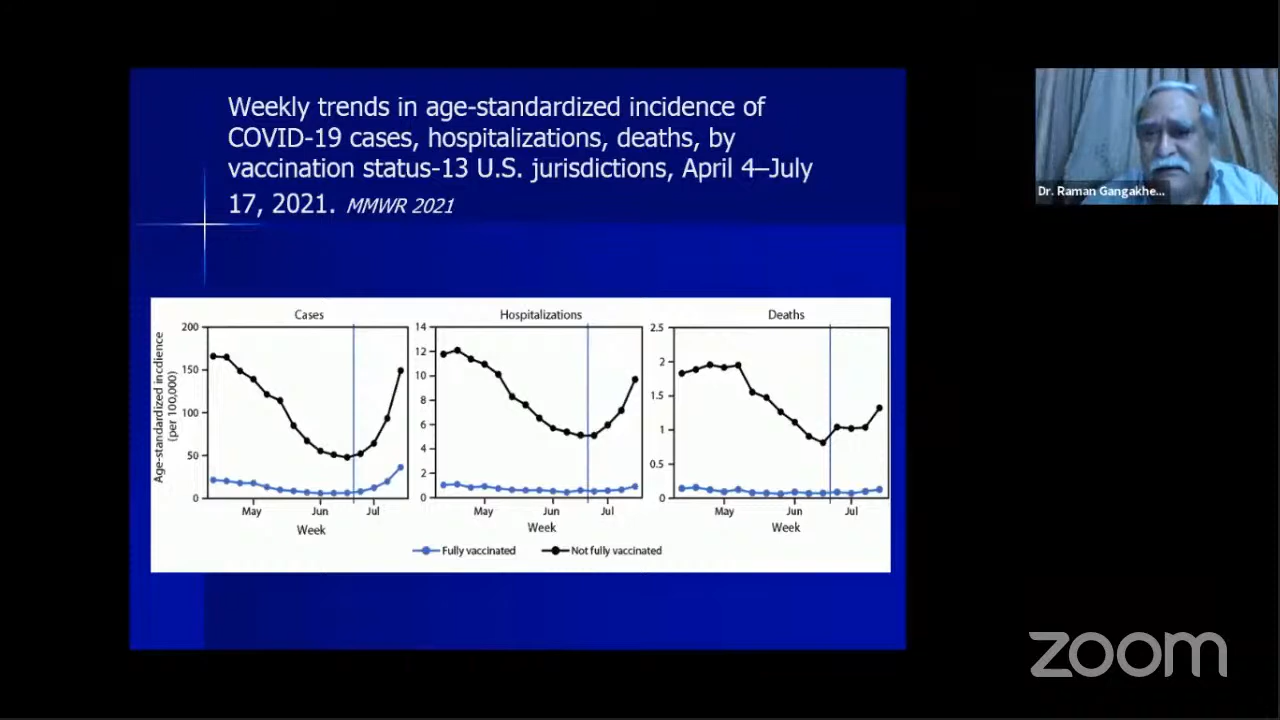 Weekly trends in age-standardized incidence of
COVID-19 cases, hospitalizations, deaths, by
vaccination status-13 U.S. jurisdictions, April 4–July
17, 2021. MMWR 2021
Dr. Raman Gangakhe...
Cases
Hospitalizations
Deaths
Age-standardized incdience
(per 100,000)
200
150
100
50
0
May
Jun
Jul
Week
14
12
10
8
6
4
2
0
May
Jun
Jul
Week
2.5
2
1.5
1
0.5
0
May
Jun
Jul
Week
Fully vaccinated
Not fully vaccinated
zoom